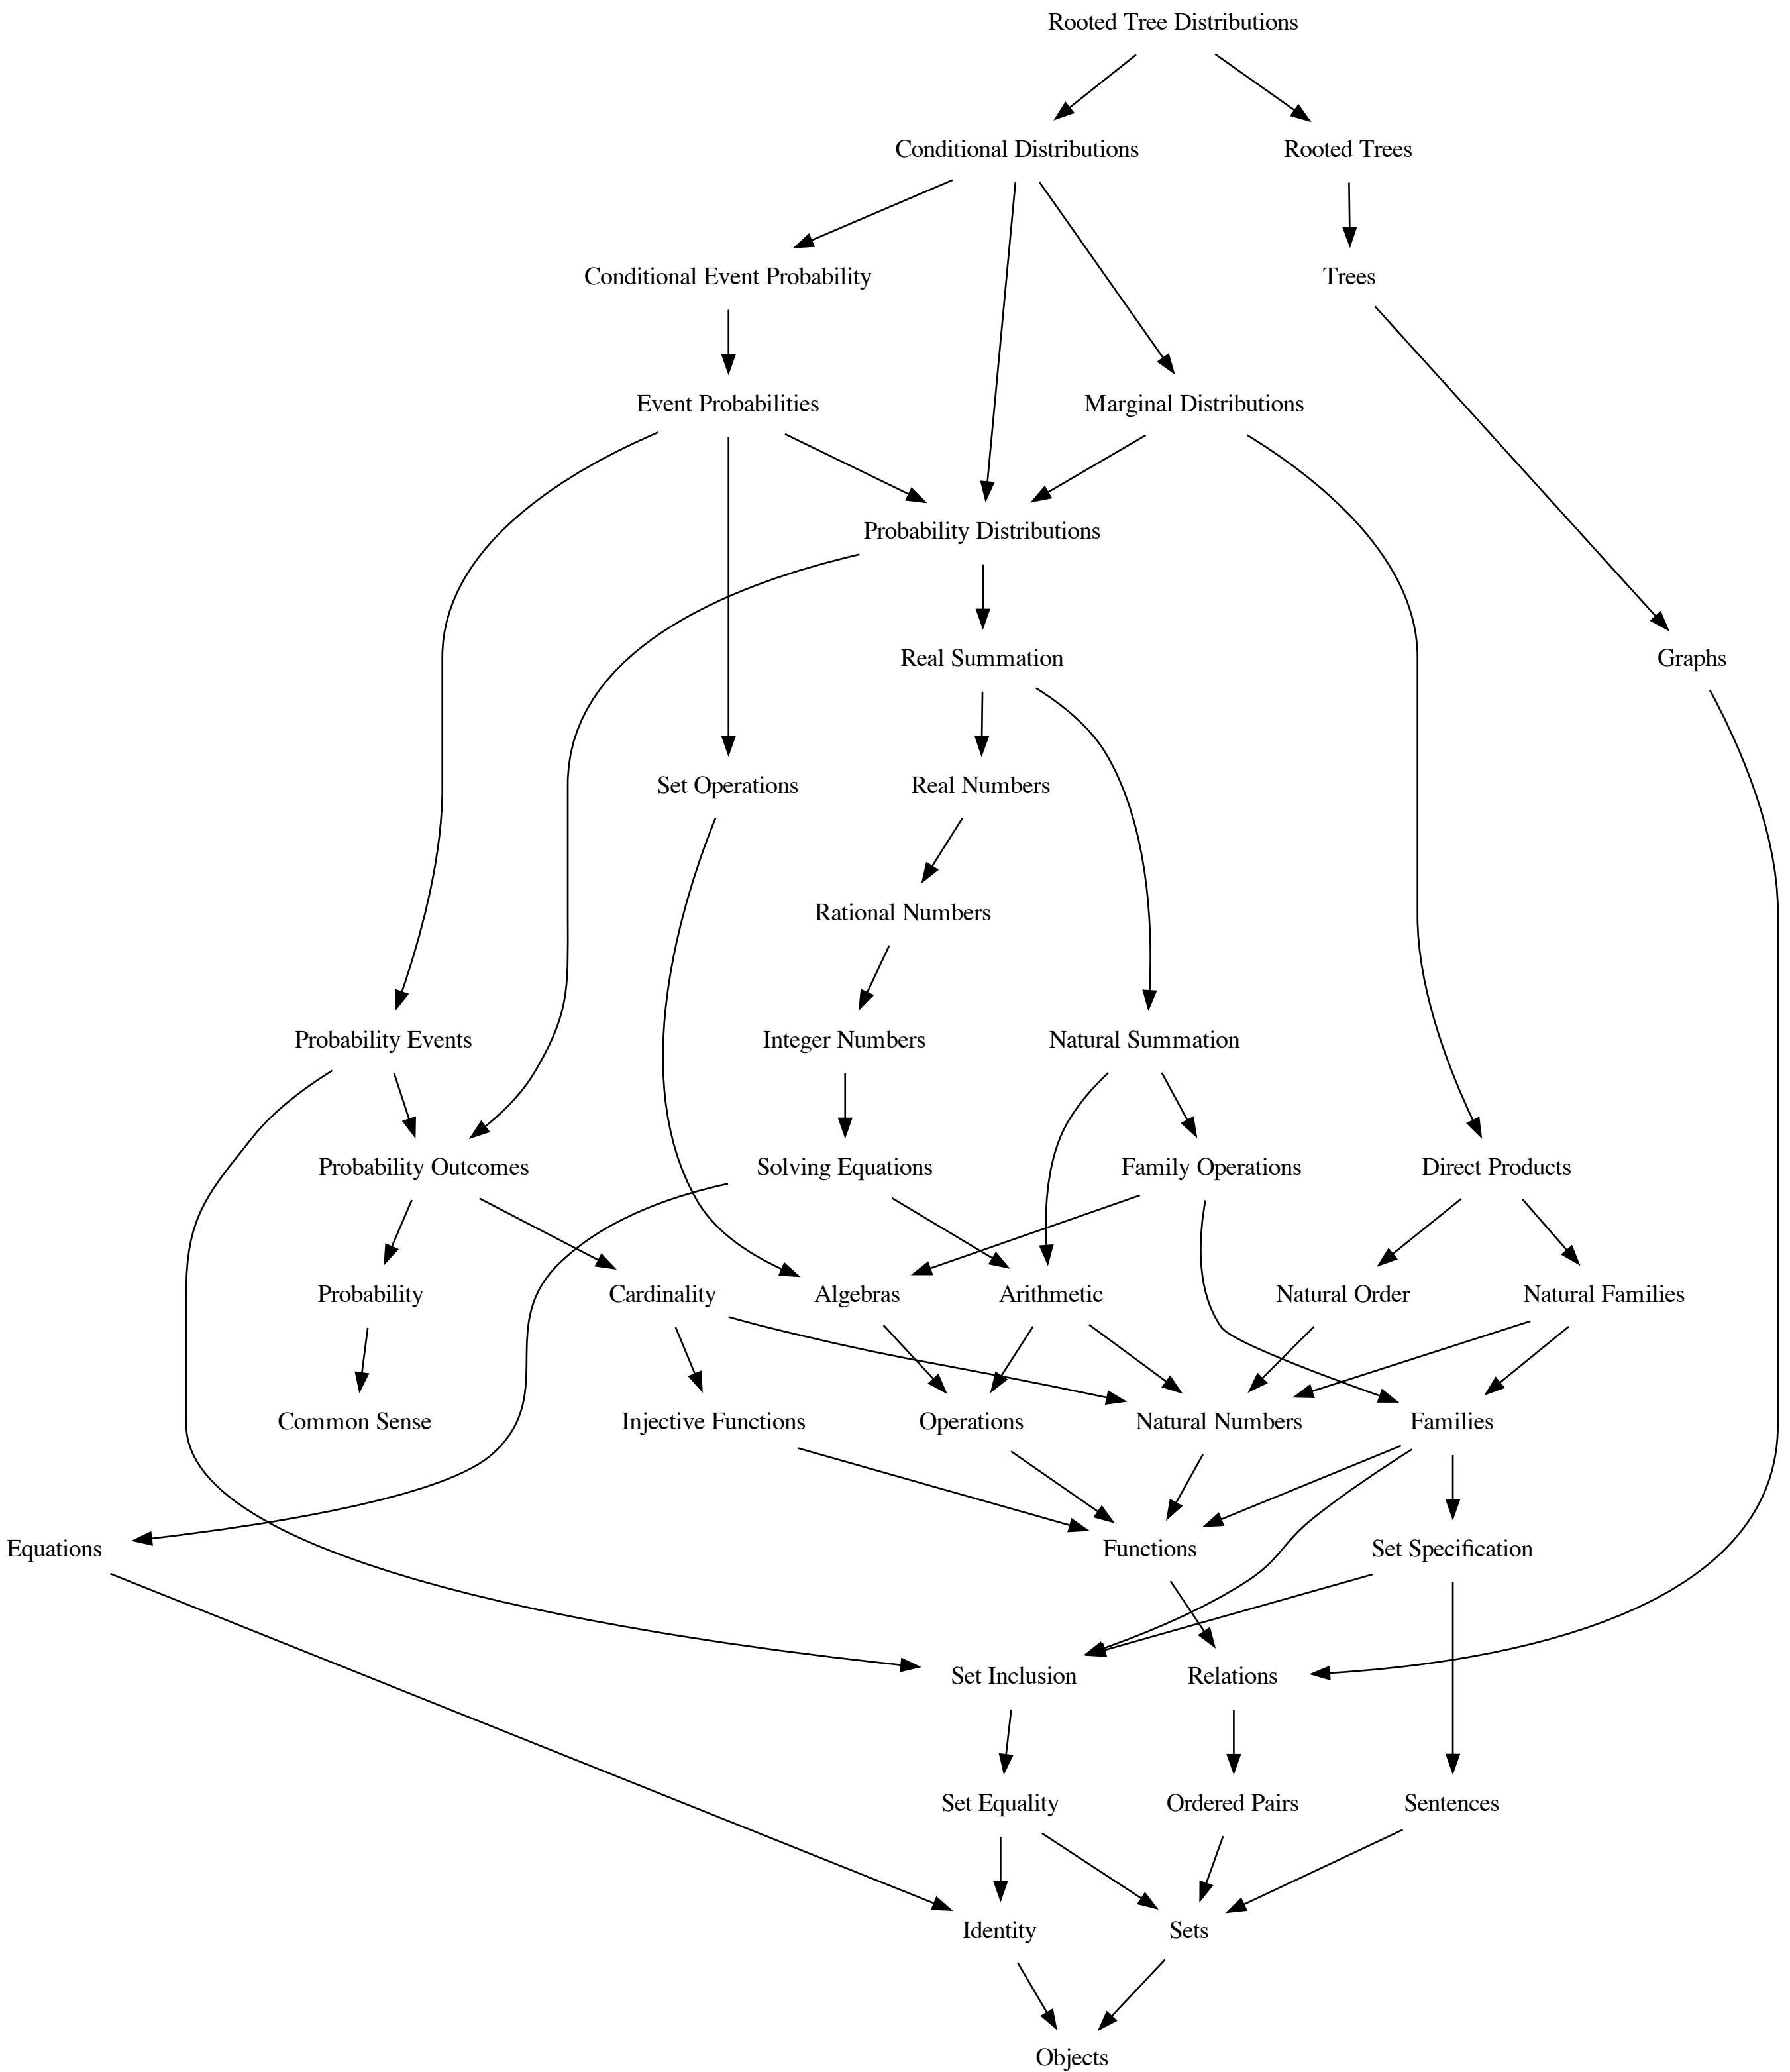 Rooted Tree Distributions
Conditional Distributions
Rooted Trees
Conditional Event Probability
Trees
Event Probabilities
Marginal Distributions
Probability Distributions
Real Summation
Graphs
Set Operations
Real Numbers
Rational Numbers
Probability Events
Integer Numbers
Natural Summation
Probability Outcomes
Solving Equations
Family Operations
Direct Products
Probability
Cardinality
Algebras
Arithmetic
Natural Order
Natural Families
Common Sense
Injective Functions
Operations
Natural Numbers
Families
Equations
Functions
Set Specification
Set Inclusion
Relations
Set Equality
Ordered Pairs
Sentences
Identity
Sets
Objects